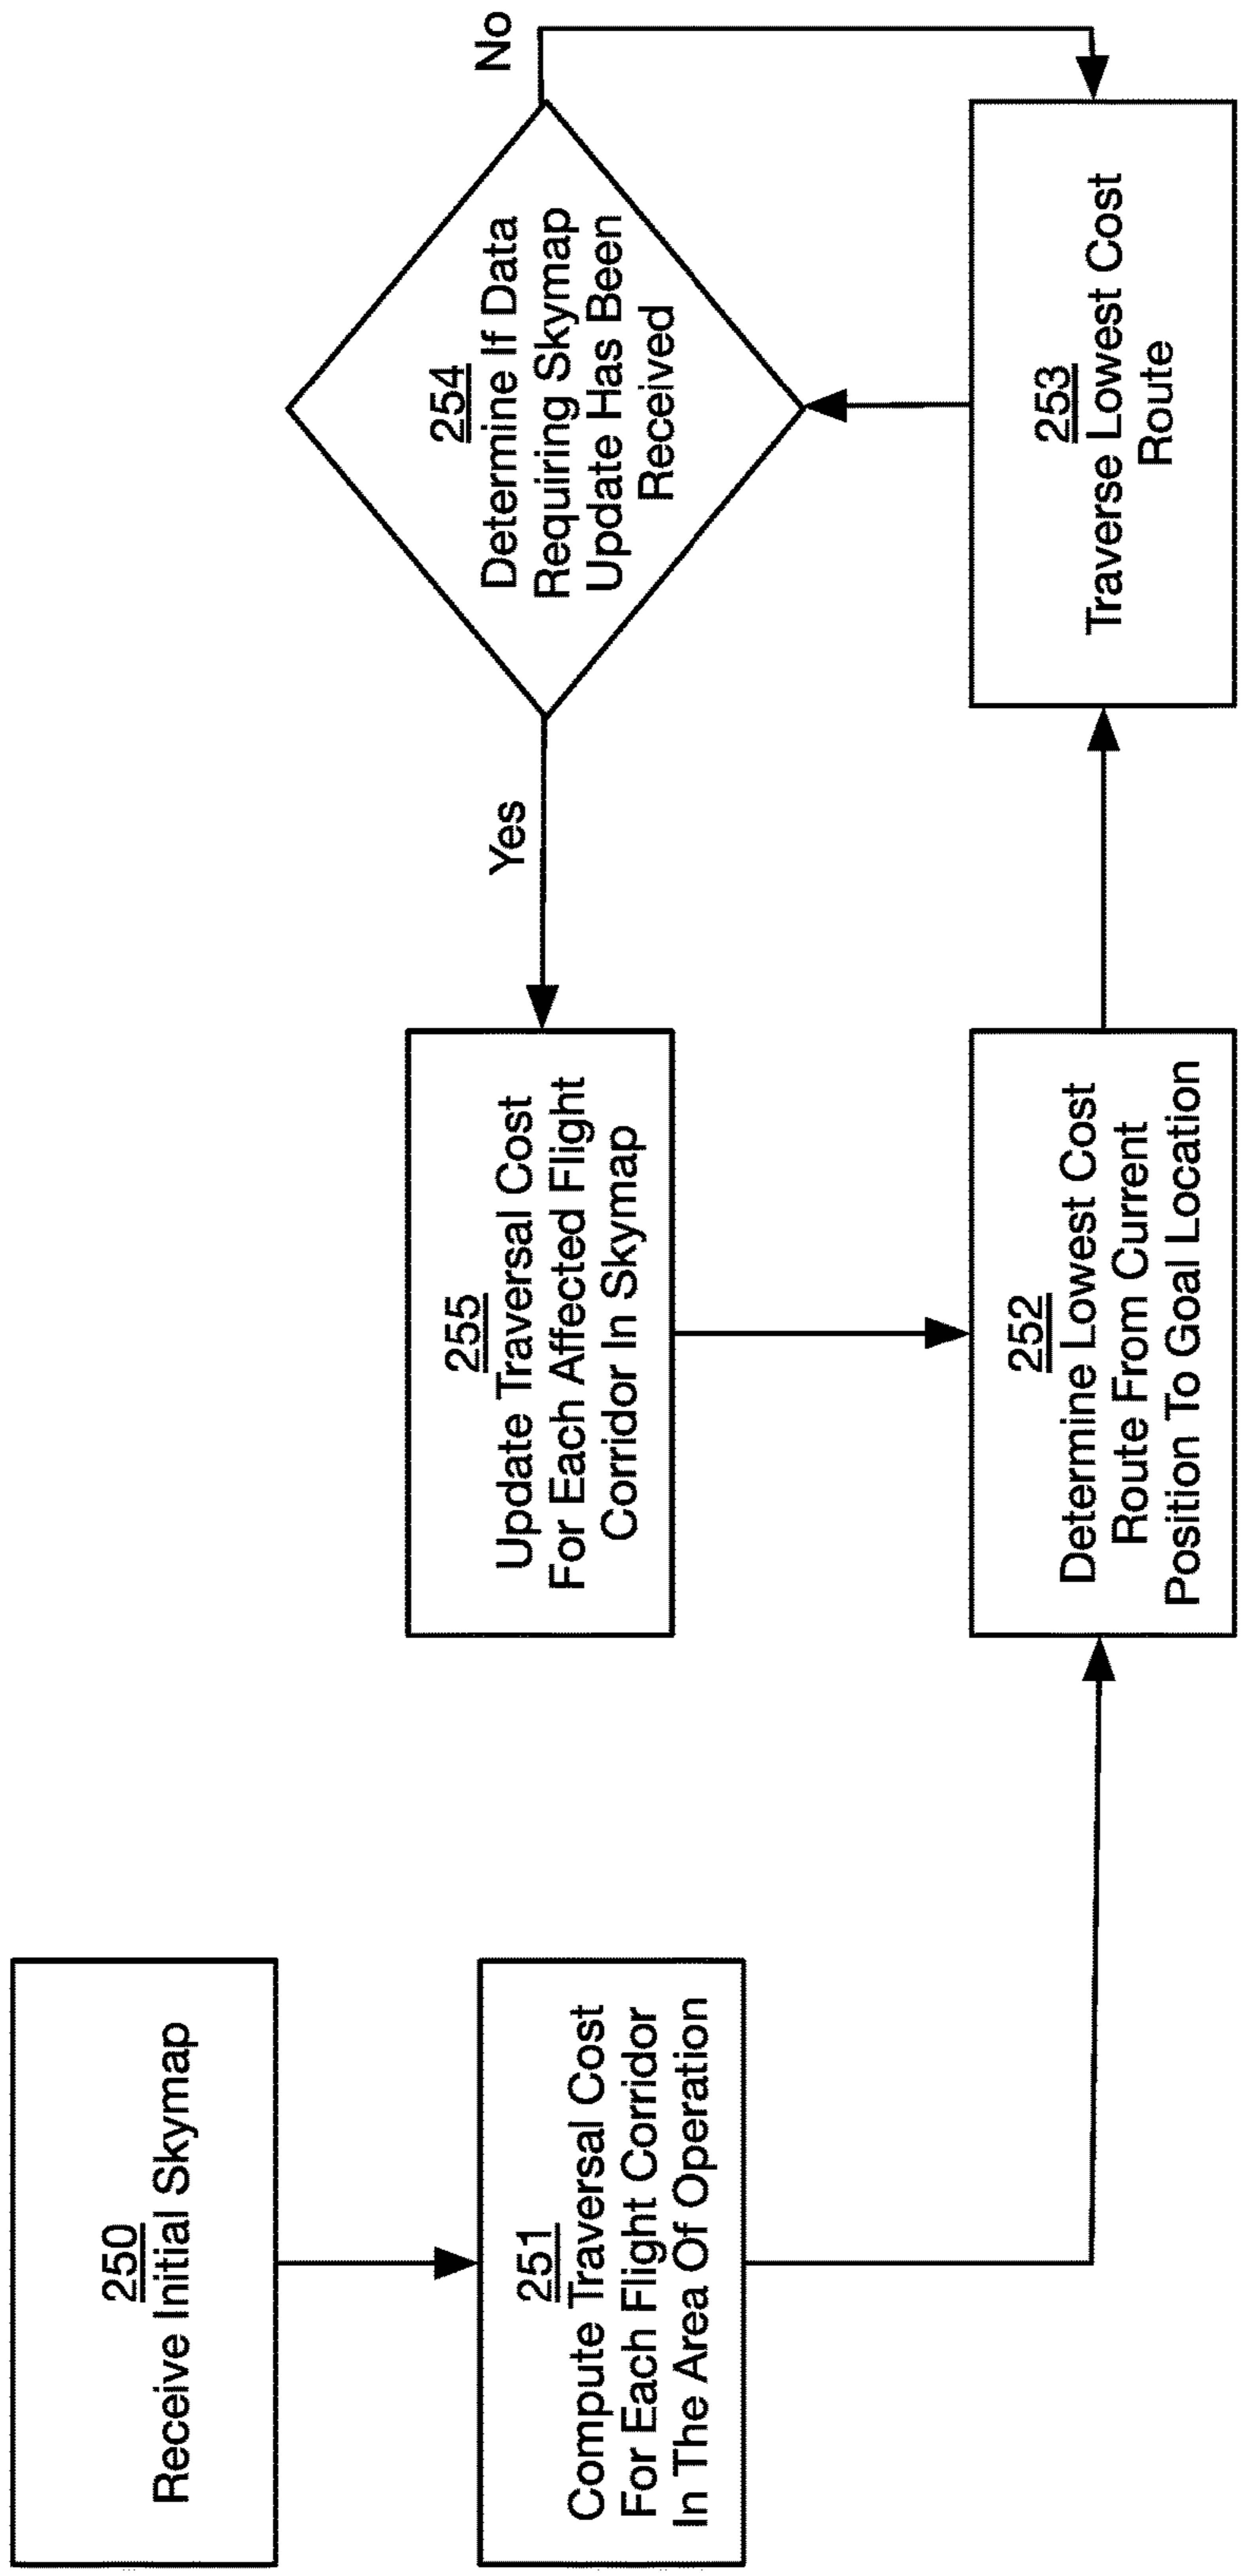 250
Receive Initial Skymap
251
Compute Traversal Cost
For Each Flight Corridor
In The Area Of Operation
255
Update Traversal Cost
For Each Affected Flight
Corridor In Skymap
252
Determine Lowest Cost
Route From Current
Position To Goal Location
Yes
254
Determine If Data
Requiring Skymap
Update Has Been
Received
No
253
Traverse Lowest Cost
Route